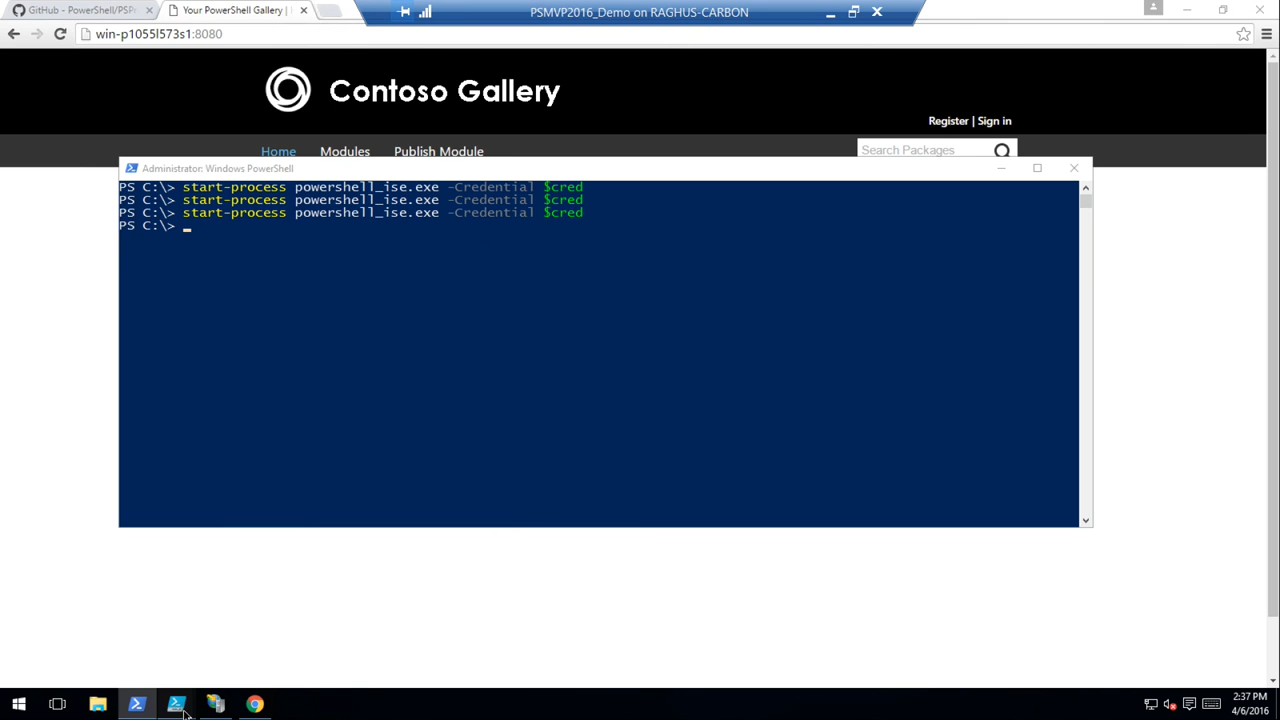 GitHub - PowerShell/PSPr
Your PowerShell Gallery |
PSMVP2016_Demo on RAGHUS-CARBON
win-p1055l573s1:8080
Contoso Gallery
Register | Sign in
Home Modules Publish Module
Search Packages
Administrator: Windows PowerShell
PS C:\> start-process powershell_ise.exe -Credential $cred
PS C:\> start-process powershell_ise.exe -Credential $cred
PS C:\> start-process powershell_ise.exe -Credential $cred
PS C:\>
2:37 PM
4/6/2016